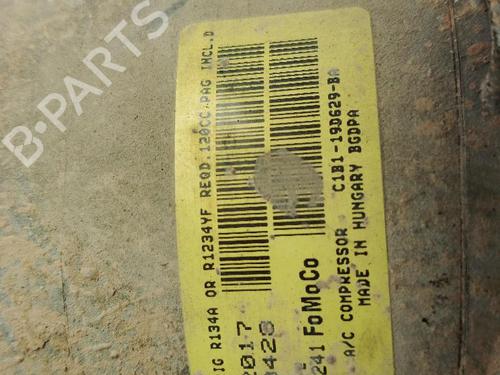 B-PARTS
IG R134A OR R1234YF REQD.120CC.PAG INCL.D
2017
0428
241 FoMoCo
A/C COMPRESSOR C1B1-19D629-BA
MADE IN HUNGARY BGDPA